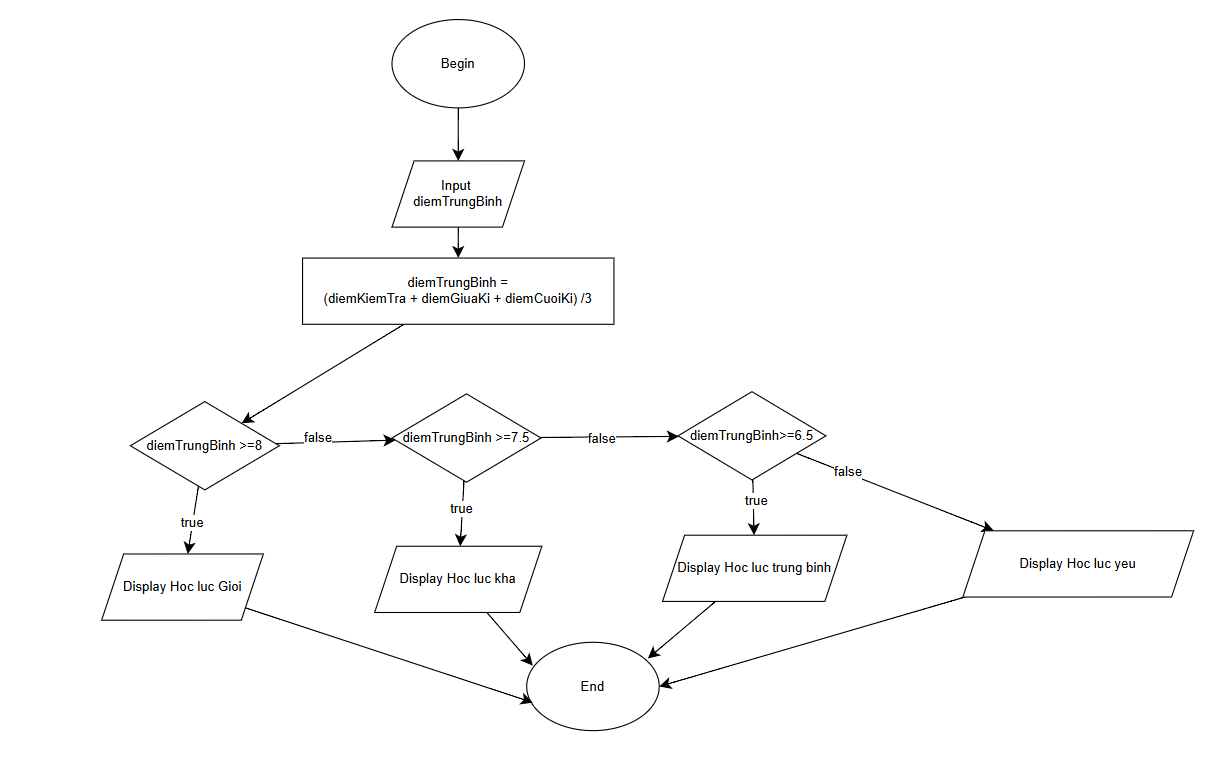 Begin
Input
diemTrungBinh
diemTrungBinh =
(diemKiemTra + diemGiuaKi + diemCuoiKi) /3
diemTrungBinh >=8
false
diemTrungBinh >=7.5
false
diemTrungBinh>=6.5
false
true
true
true
Display Hoc luc Gioi
Display Hoc luc kha
Display Hoc luc trung binh
Display Hoc luc yeu
End